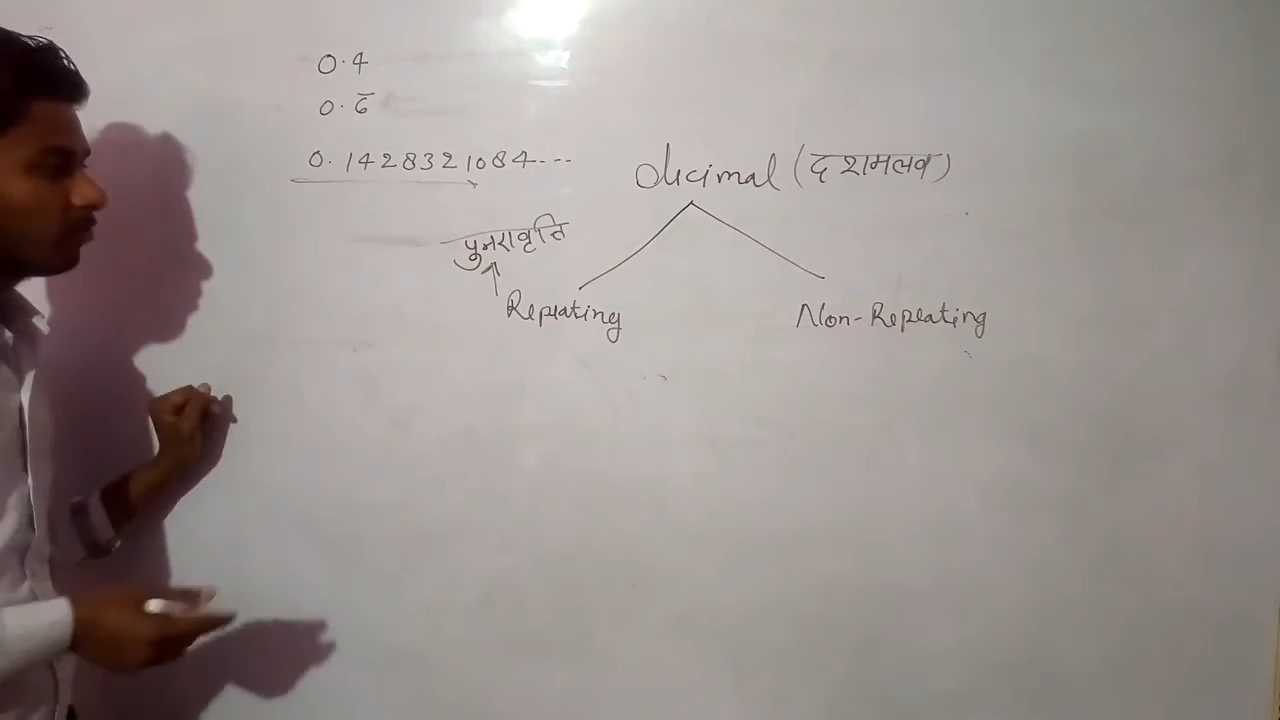 0.4
0.6̅
0.1428321084---
decimal (दशमलव)
पुनरावृत्ति
Repeating
Non-Repeating